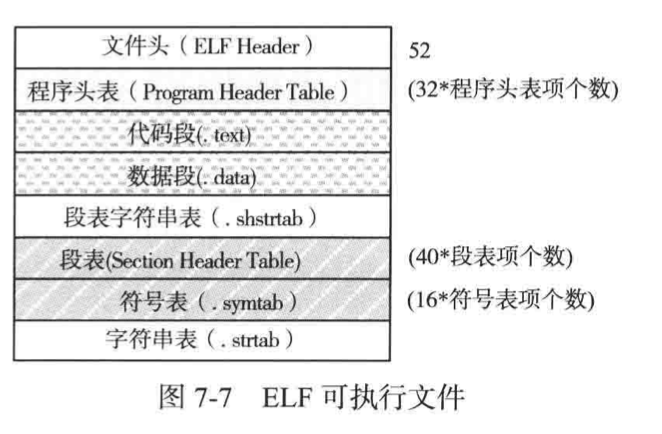 文件头（ELF Header）
52
程序头表（Program Header Table）
(32*程序头表项个数)
代码段(. text)
数据段(. data)
段表字符串表（. shstrtab）
段表(Section Header Table)
(40*段表项个数)
符号表（. symtab）
(16*符号表项个数)
字符串表（. strtab）
图 7-7 ELF 可执行文件